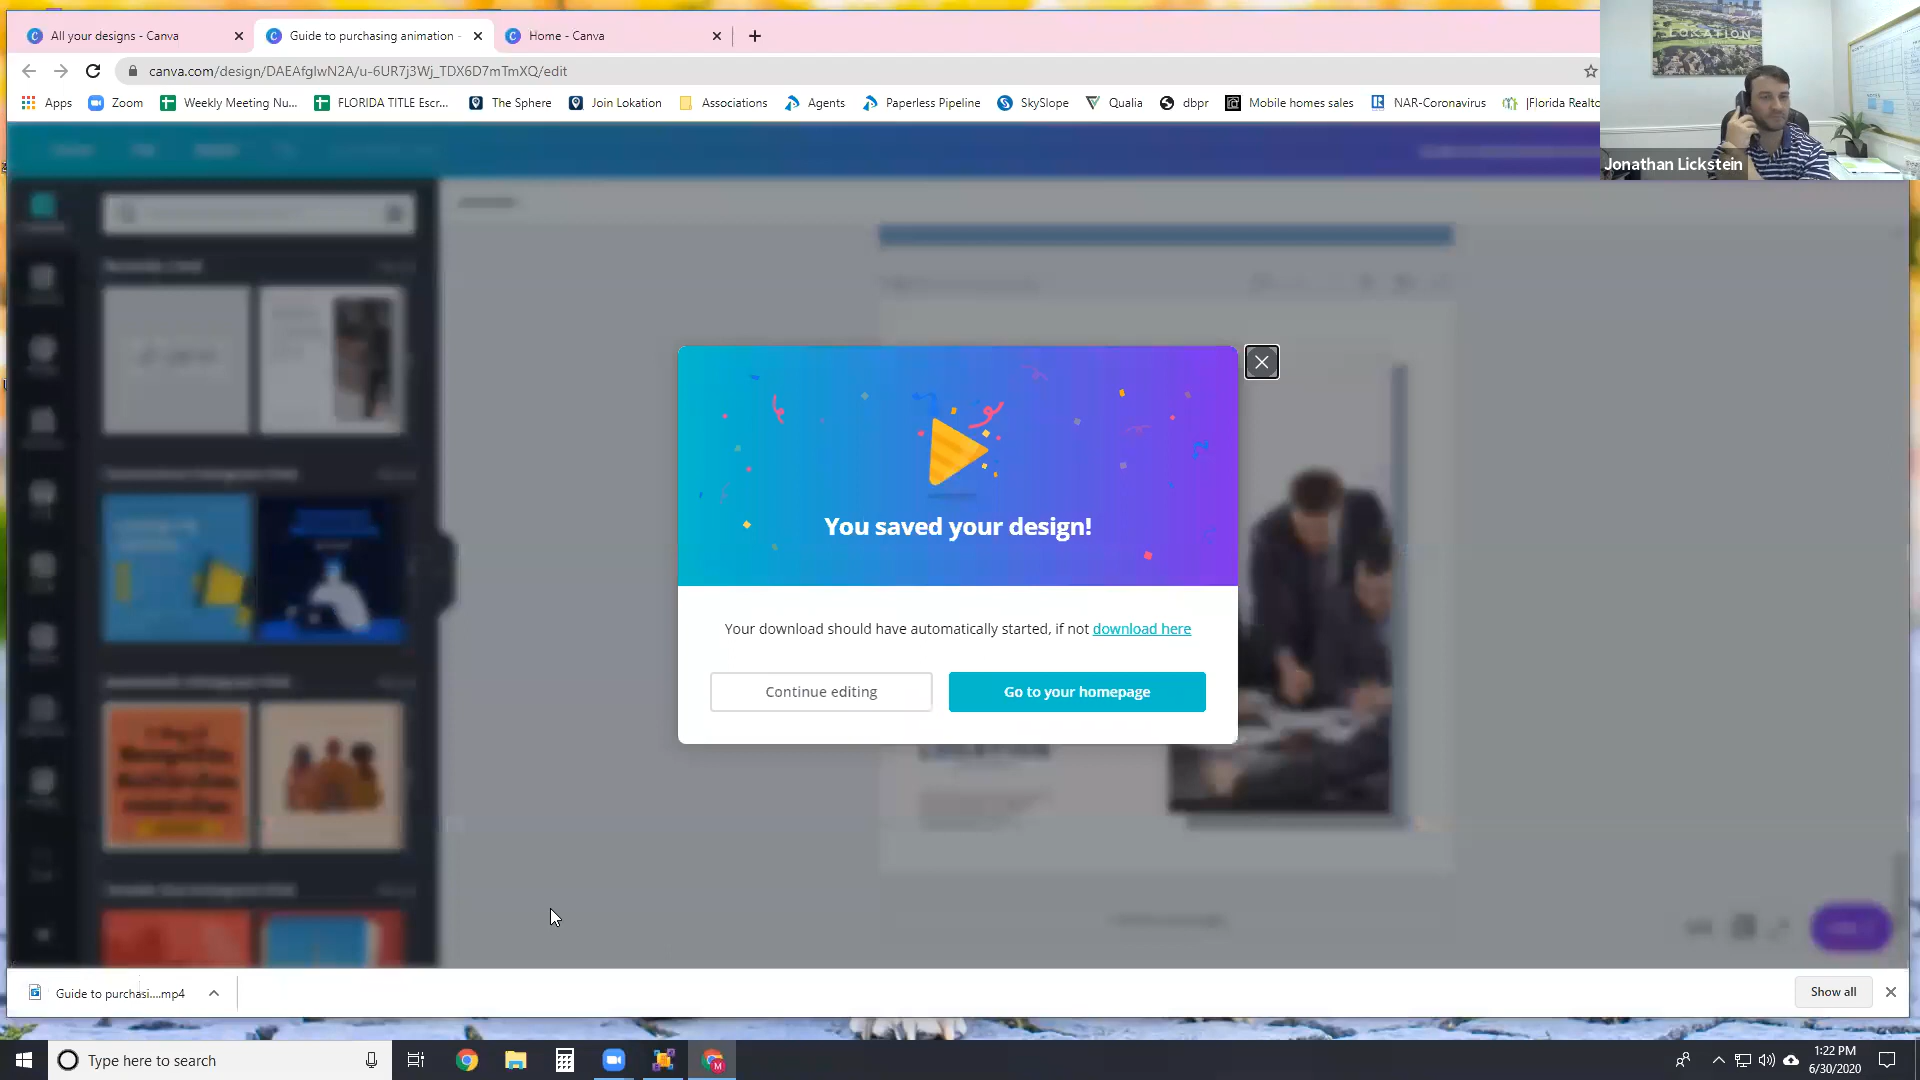 All your designs - Canva
Guide to purchasing animation -
Home - Canva
canva.com/design/DAEAfglwN2A/u-6UR7j3Wj_TDX6D7mTmXQ/edit
Apps
Zoom
Weekly Meeting Nu...
FLORIDA TITLE Escr...
The Sphere
Join Lokation
Associations
Agents
Paperless Pipeline
SkySlope
Qualia
dbpr
Mobile homes sales
NAR-Coronavirus
|Florida Realto
LOKATION
Jonathan Lickstein
You saved your design!
Your download should have automatically started, if not download here
Continue editing
Go to your homepage
Guide to purchasi....mp4
Show all
Type here to search
1:22 PM
6/30/2020